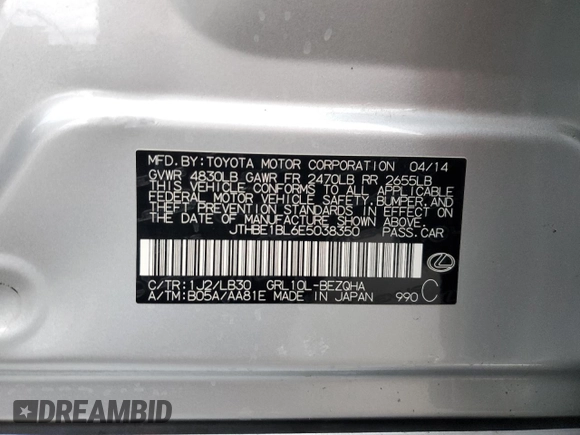 MFD.BY:TOYOTA MOTOR CORPORATION 04/14
GVWR 4830LB GAWR FR 2470LB RR 2655LB
THIS VEHICLE CONFORMS TO ALL APPLICABLE
FEDERAL MOTOR VEHICLE SAFETY, BUMPER, AND
THEFT PREVENTION STANDARDS IN EFFECT ON
THE DATE OF MANUFACTURE SHOWN ABOVE.
JTHBE1BL6E5038350 PASS.CAR
C/TR:1J2/LB30 GRL10L-BEZQHA
A/TM:B05A/AA81E MADE IN JAPAN 990 C
DREAMBID